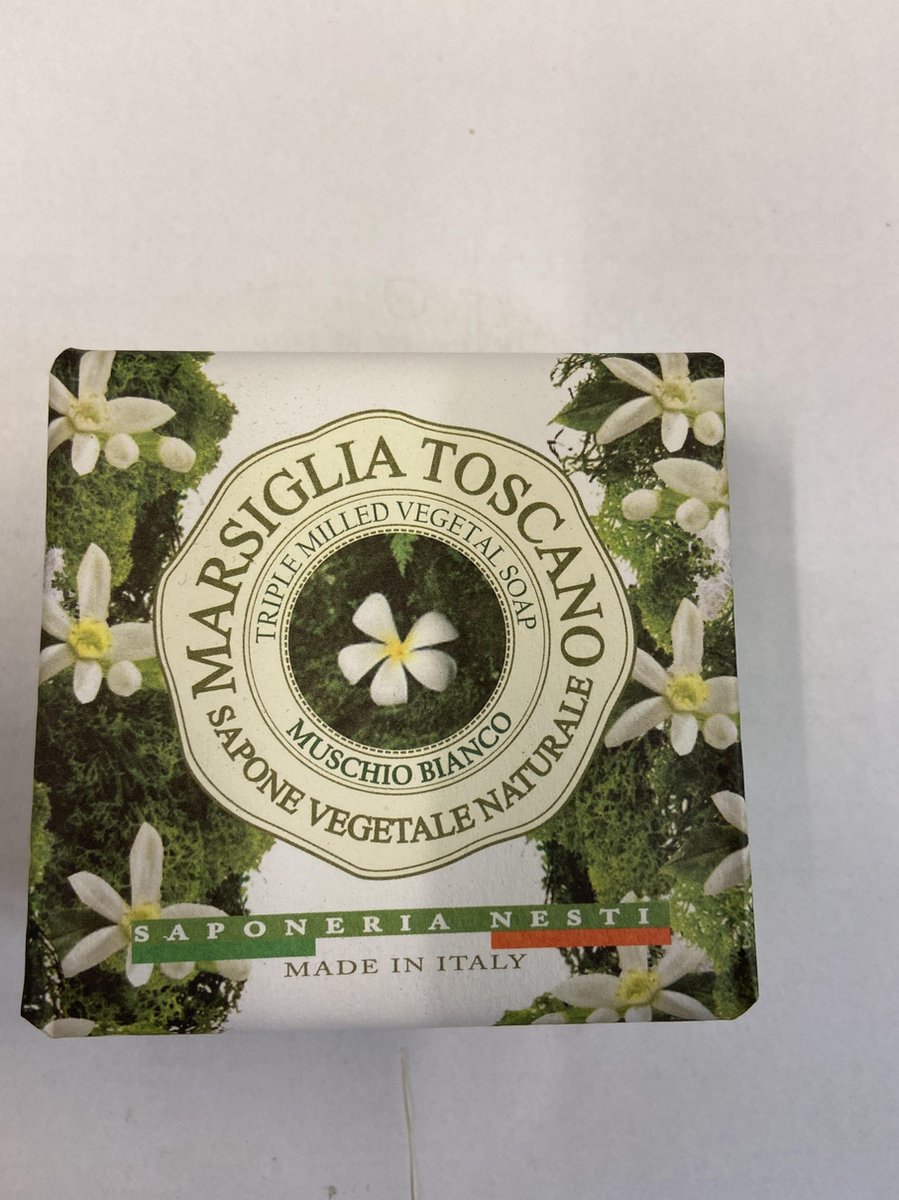 MARSIGLIA TOSCANO
TRIPLE MILLED VEGETAL SOAP
MUSCHIO BIANCO
SAPONE VEGETALE NATURALE
SAPONERIA NESTI
MADE IN ITALY